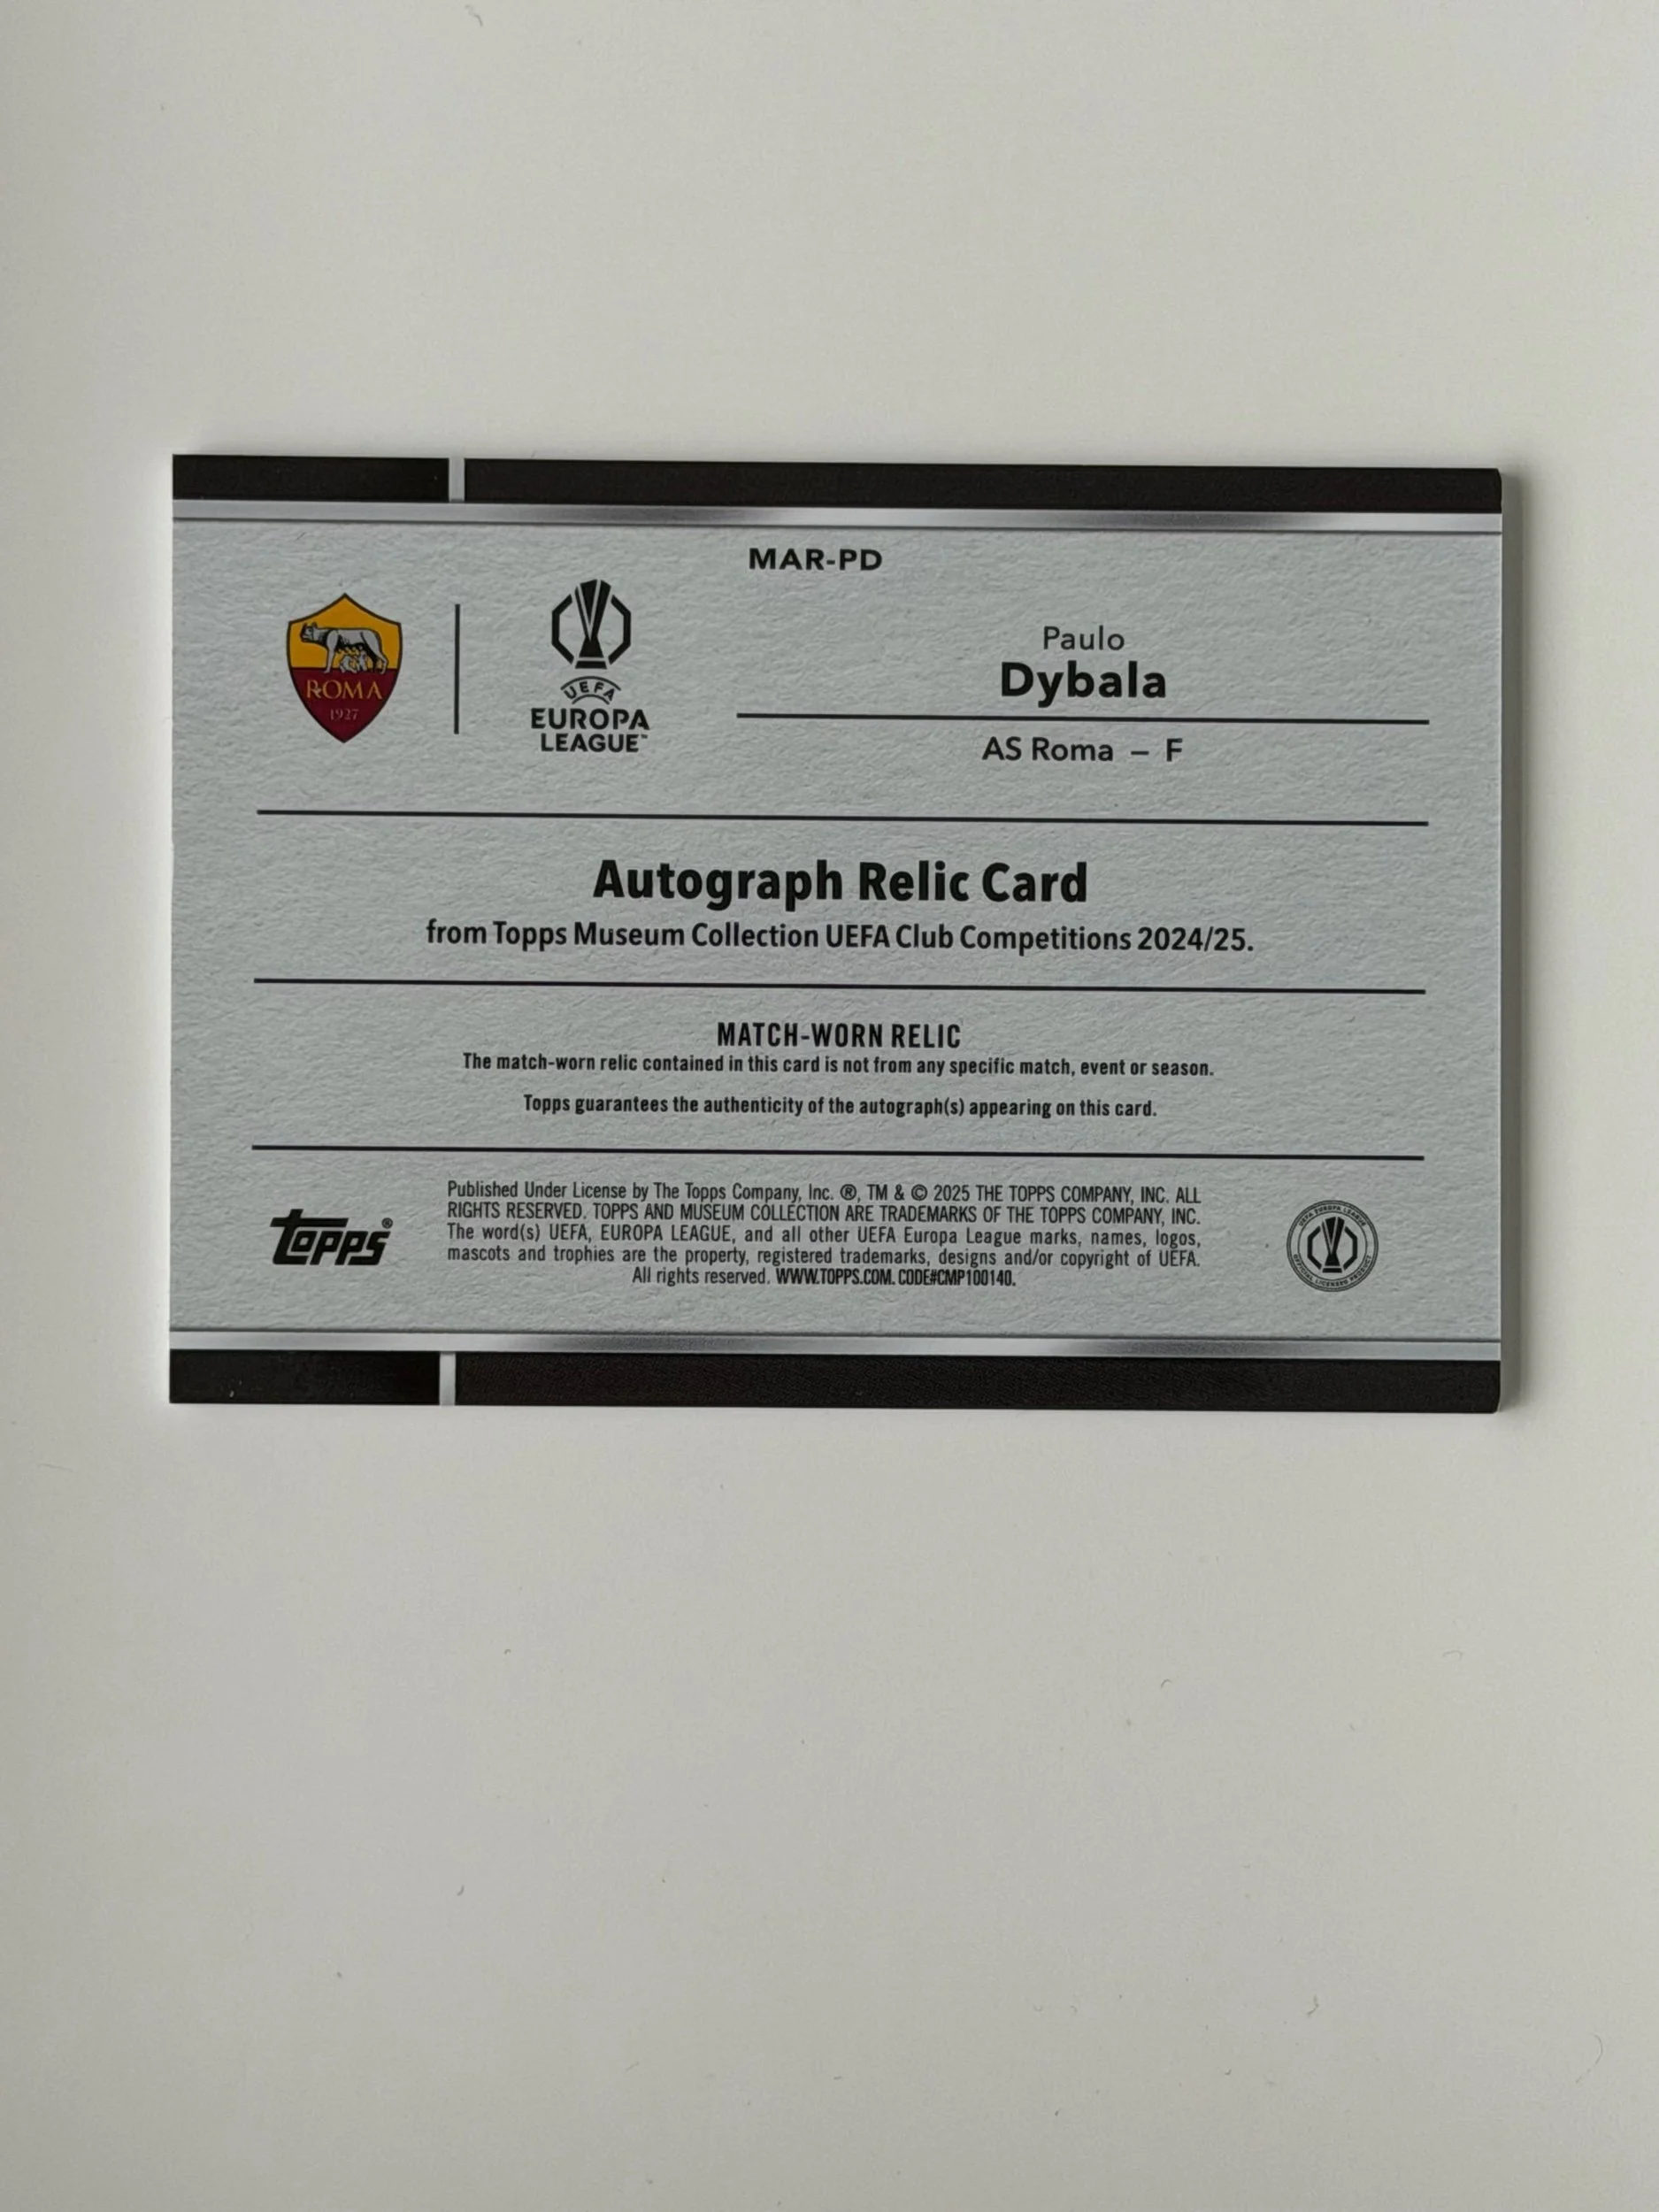 MAR-PD
ROMA
1927
UEFA
EUROPA
LEAGUE™
Paulo
Dybala
AS Roma – F
Autograph Relic Card
from Topps Museum Collection UEFA Club Competitions 2024/25.
MATCH-WORN RELIC
The match-worn relic contained in this card is not from any specific match, event or season.
Topps guarantees the authenticity of the autograph(s) appearing on this card.
topps®
Published Under License by The Topps Company, Inc. ®, TM & © 2025 THE TOPPS COMPANY, INC. ALL
RIGHTS RESERVED. TOPPS AND MUSEUM COLLECTION ARE TRADEMARKS OF THE TOPPS COMPANY, INC.
The word(s) UEFA, EUROPA LEAGUE, and all other UEFA Europa League marks, names, logos,
mascots and trophies are the property, registered trademarks, designs and/or copyright of UEFA.
All rights reserved. WWW.TOPPS.COM. CODE#CMP100140.
UEFA EUROPA LEAGUE
OFFICIAL LICENSED PRODUCT